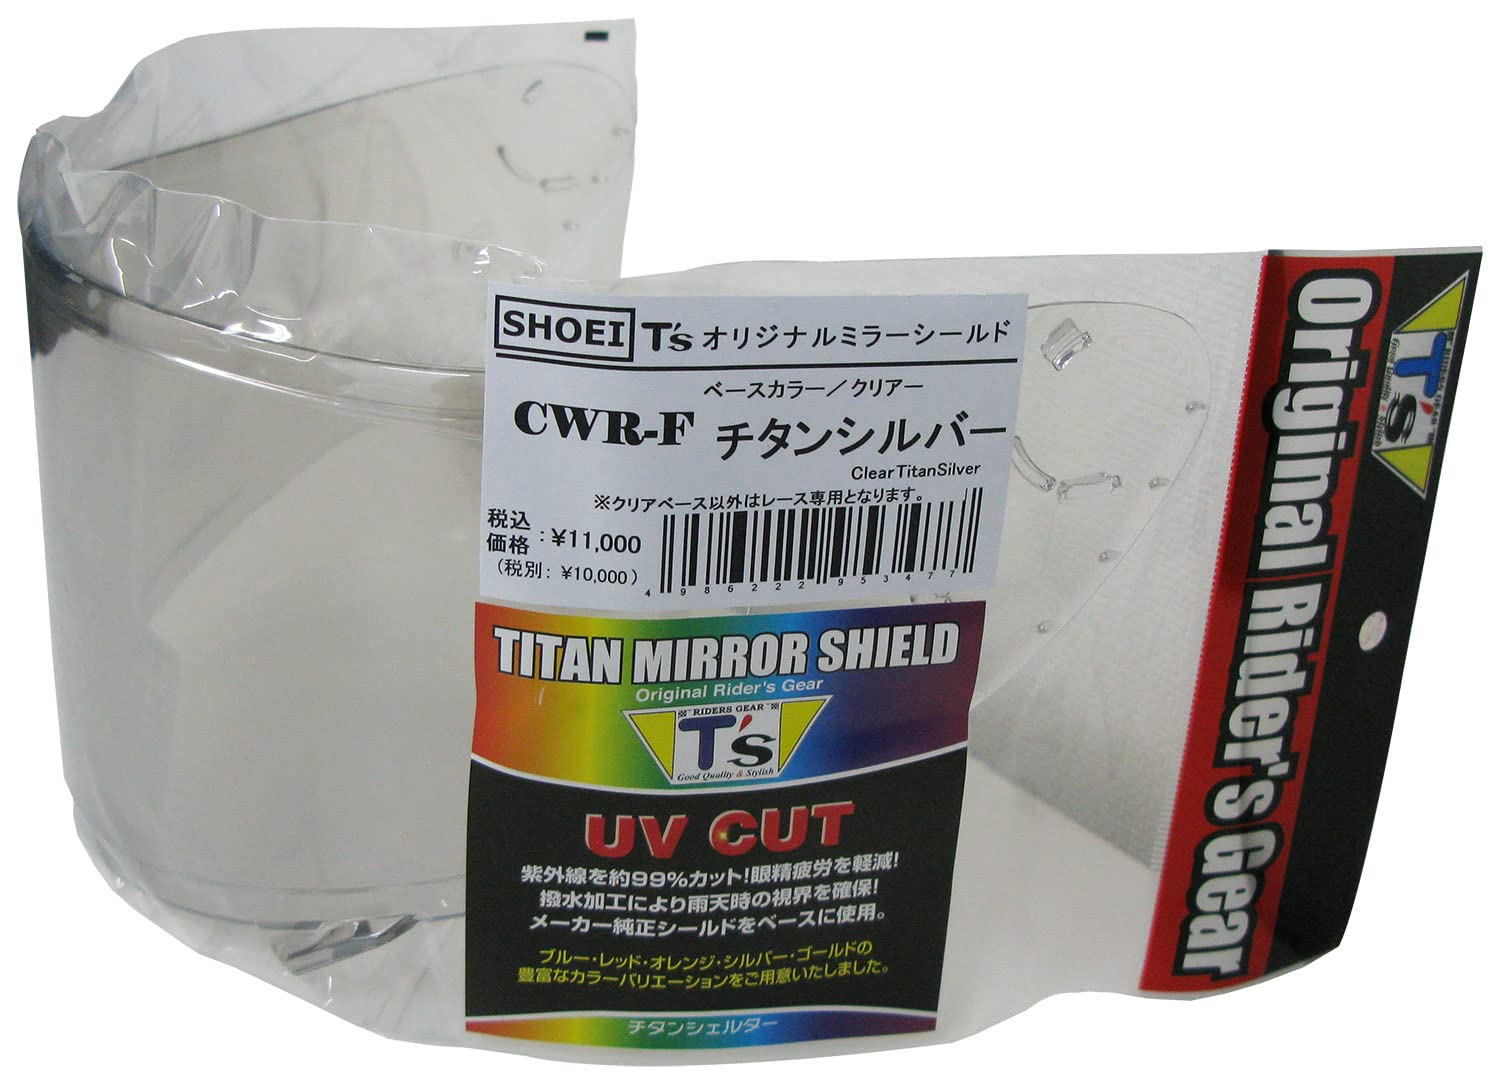 SHOEI T'sオリジナルミラーシールド
ベースカラー/クリアー
CWR-F チタンシルバー
ClearTitanSilver
※クリアベース以外はレース専用となります。
税込価格:¥11,000
(税別:¥10,000)
4 986222 953477
TITAN MIRROR SHIELD
Original Rider's Gear
RIDERS GEAR
T's
Good Quality & Stylish
UV CUT
紫外線を約99%カット!眼精疲労を軽減!
撥水加工により雨天時の視界を確保!
メーカー純正シールドをベースに使用。
ブルー・レッド・オレンジ・シルバー・ゴールドの
豊富なカラーバリエーションをご用意いたしました。
チタンシェルター
Original Rider's Gear
T's
Good Quality & Stylish